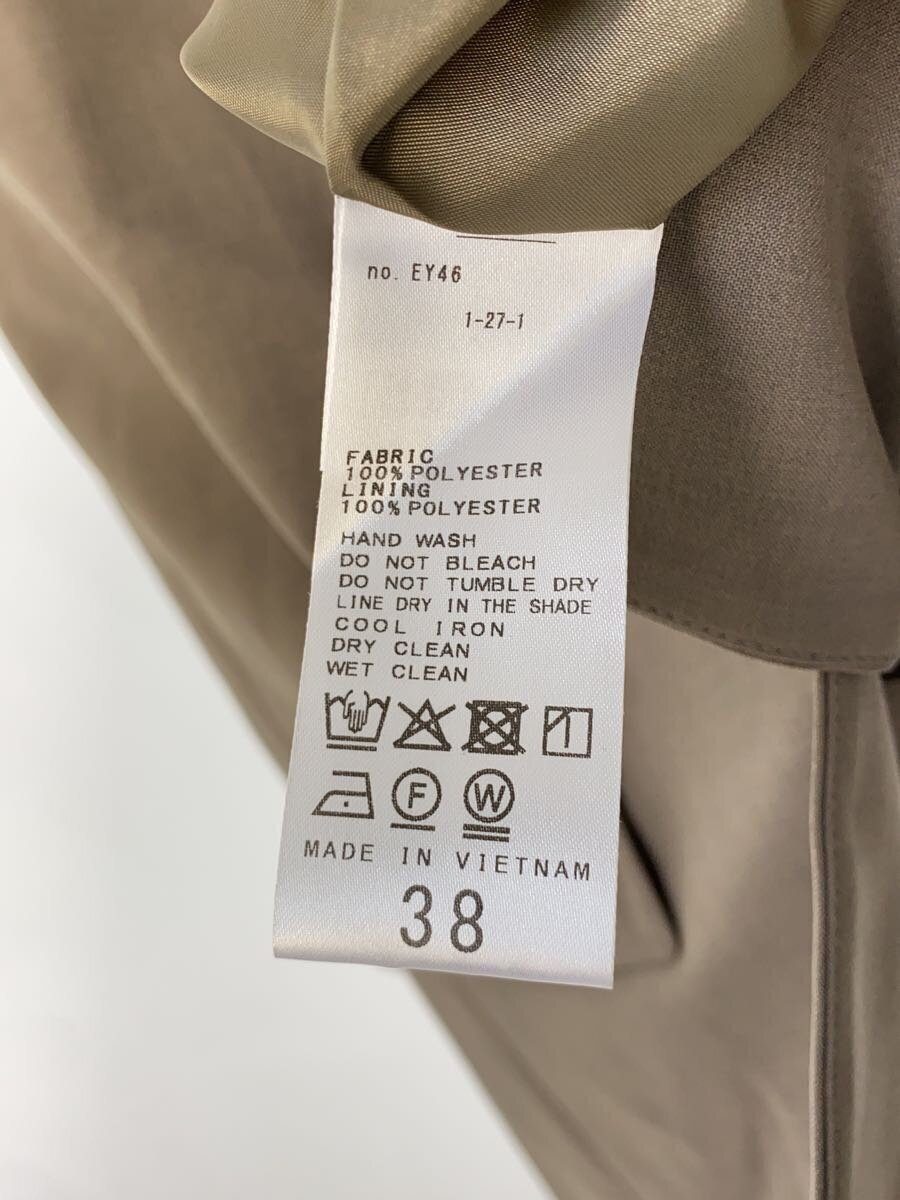 no. EY46
1-27-1
FABRIC
100% POLYESTER
LINING
100% POLYESTER
HAND WASH
DO NOT BLEACH
DO NOT TUMBLE DRY
LINE DRY IN THE SHADE
COOL IRON
DRY CLEAN
WET CLEAN
F W
MADE IN VIETNAM
38